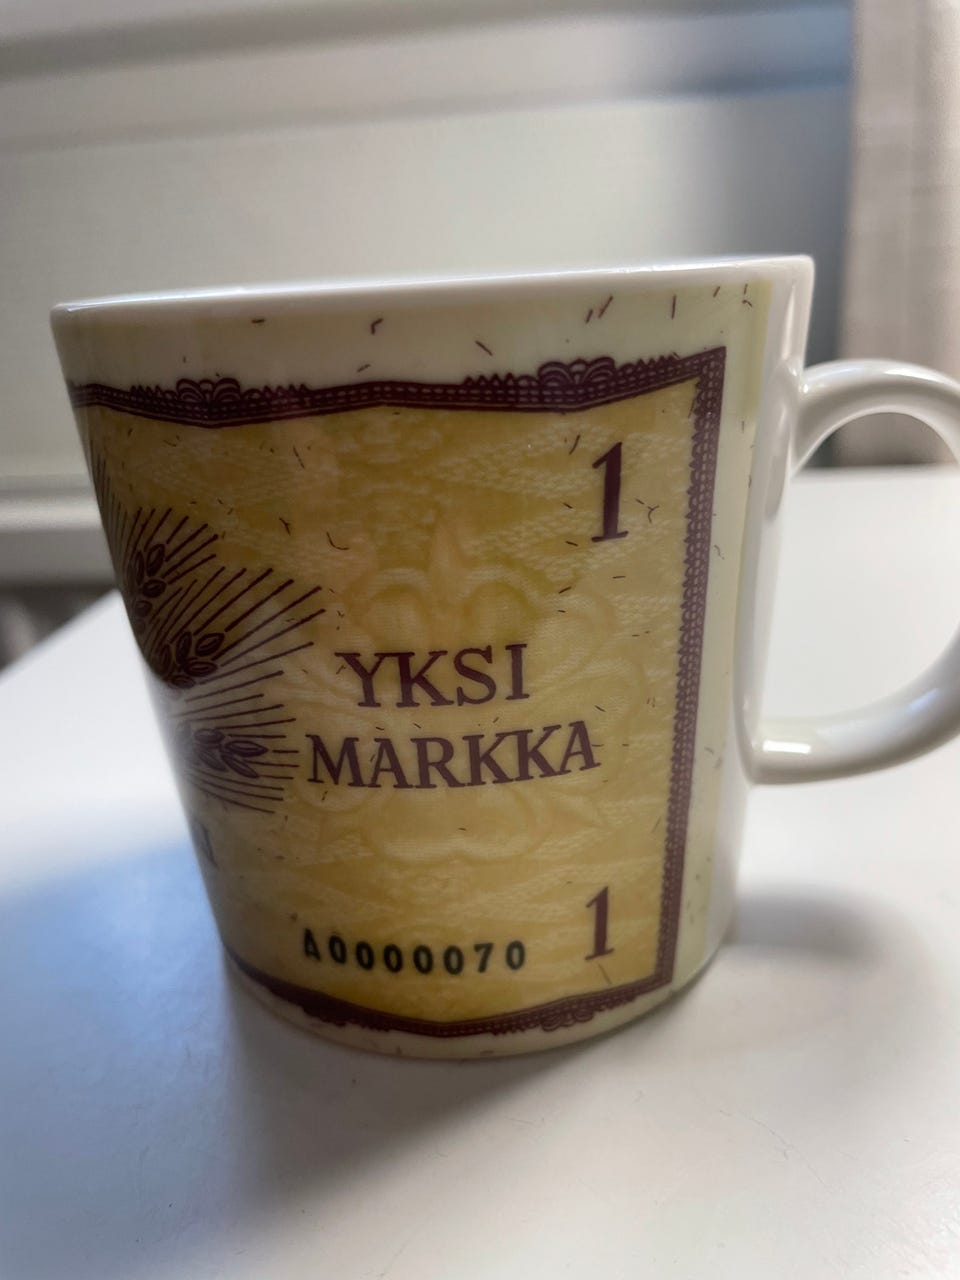 1
YKSI
MARKKA
A0000070
1